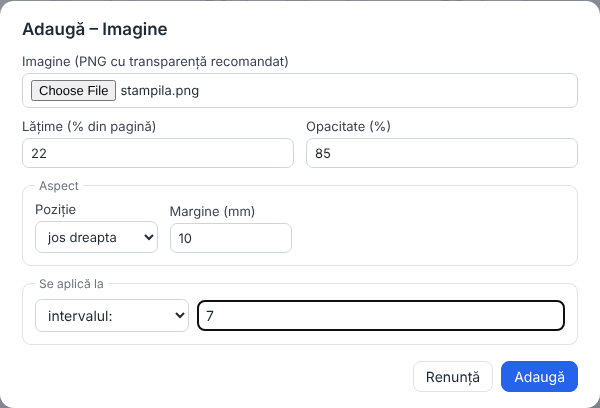 Adaugă – Imagine
Imagine (PNG cu transparență recomandat)
Choose File stampila.png
Lățime (% din pagină) Opacitate (%)
22 85
Aspect
Poziție Margine (mm)
jos dreapta 10
Se aplică la
intervalul: 7
Renunță Adaugă